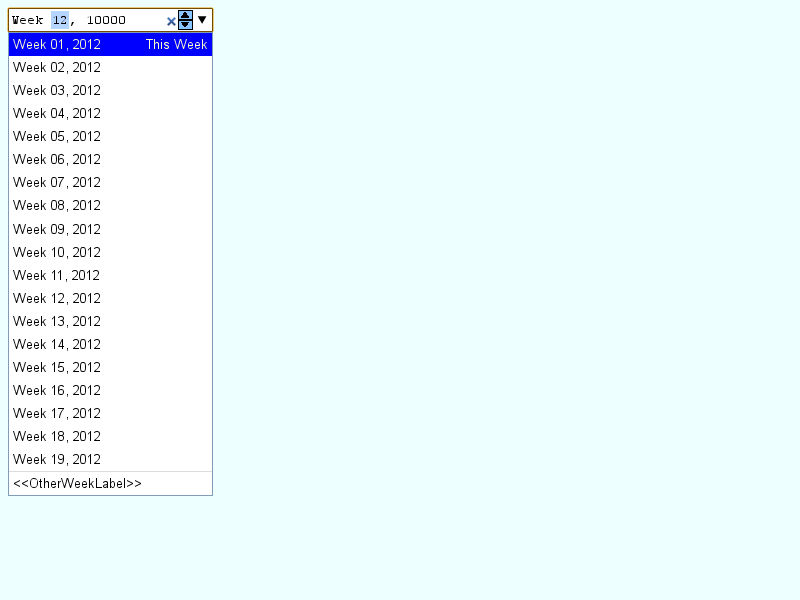 Week 12, 10000
Week 01, 2012 This Week
Week 02, 2012
Week 03, 2012
Week 04, 2012
Week 05, 2012
Week 06, 2012
Week 07, 2012
Week 08, 2012
Week 09, 2012
Week 10, 2012
Week 11, 2012
Week 12, 2012
Week 13, 2012
Week 14, 2012
Week 15, 2012
Week 16, 2012
Week 17, 2012
Week 18, 2012
Week 19, 2012
<<OtherWeekLabel>>